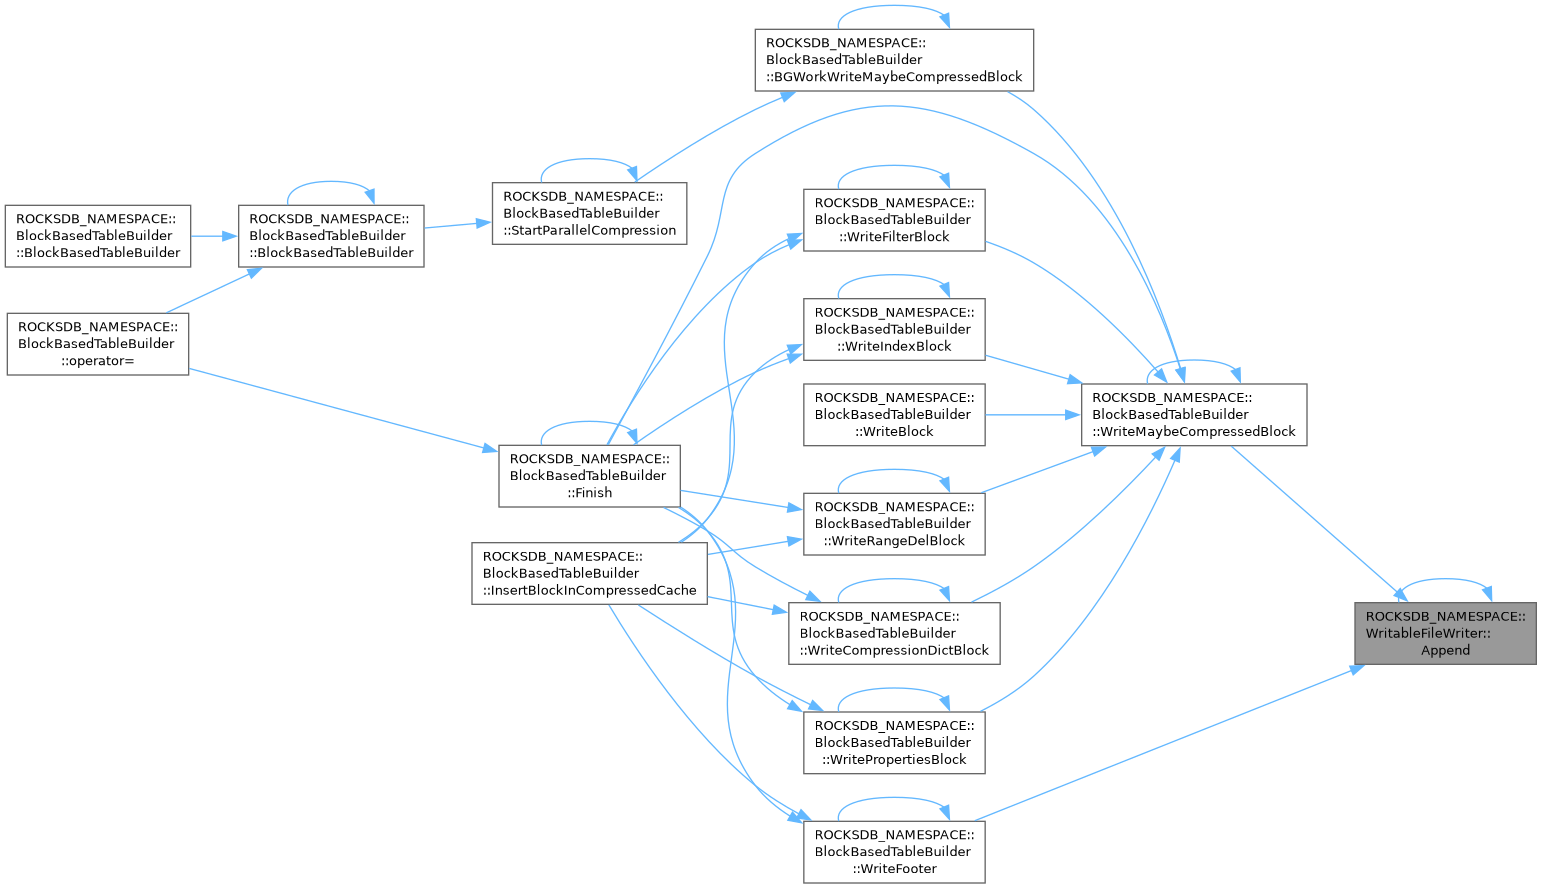 ROCKSDB_NAMESPACE::
BlockBasedTableBuilder
::BGWorkWriteMaybeCompressedBlock
ROCKSDB_NAMESPACE::
BlockBasedTableBuilder
::BlockBasedTableBuilder
ROCKSDB_NAMESPACE::
BlockBasedTableBuilder
::BlockBasedTableBuilder
ROCKSDB_NAMESPACE::
BlockBasedTableBuilder
::StartParallelCompression
ROCKSDB_NAMESPACE::
BlockBasedTableBuilder
::WriteFilterBlock
ROCKSDB_NAMESPACE::
BlockBasedTableBuilder
::operator=
ROCKSDB_NAMESPACE::
BlockBasedTableBuilder
::WriteIndexBlock
ROCKSDB_NAMESPACE::
BlockBasedTableBuilder
::WriteBlock
ROCKSDB_NAMESPACE::
BlockBasedTableBuilder
::WriteMaybeCompressedBlock
ROCKSDB_NAMESPACE::
BlockBasedTableBuilder
::Finish
ROCKSDB_NAMESPACE::
BlockBasedTableBuilder
::WriteRangeDelBlock
ROCKSDB_NAMESPACE::
BlockBasedTableBuilder
::InsertBlockInCompressedCache
ROCKSDB_NAMESPACE::
BlockBasedTableBuilder
::WriteCompressionDictBlock
ROCKSDB_NAMESPACE::
WritableFileWriter::
Append
ROCKSDB_NAMESPACE::
BlockBasedTableBuilder
::WritePropertiesBlock
ROCKSDB_NAMESPACE::
BlockBasedTableBuilder
::WriteFooter